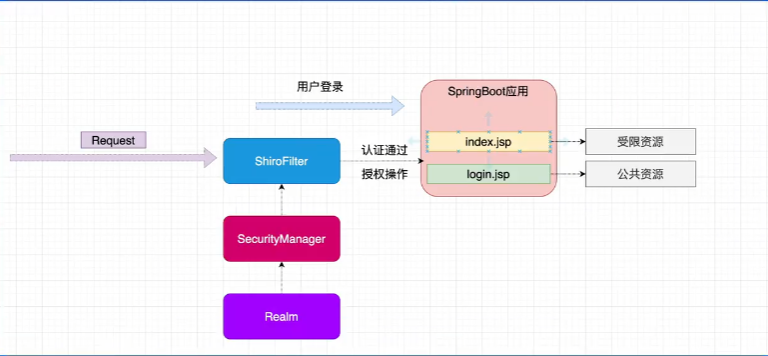 用户登录
SpringBoot应用
Request
index.jsp
受限资源
ShiroFilter
认证通过
授权操作
login.jsp
公共资源
SecurityManager
Realm